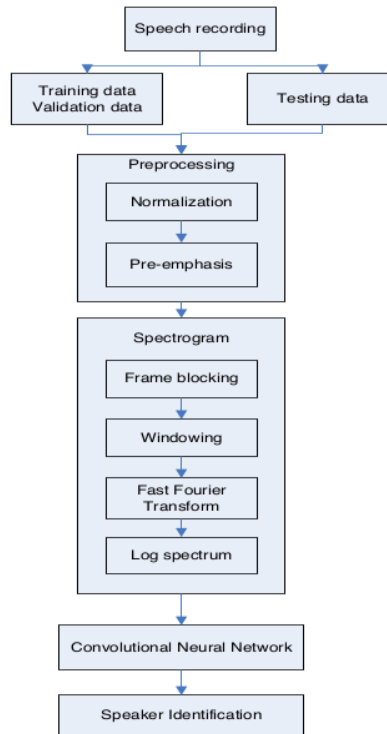 Speech recording
Training data
Validation data
Testing data
Preprocessing
Normalization
Pre-emphasis
Spectrogram
Frame blocking
Windowing
Fast Fourier
Transform
Log spectrum
Convolutional Neural Network
Speaker Identification